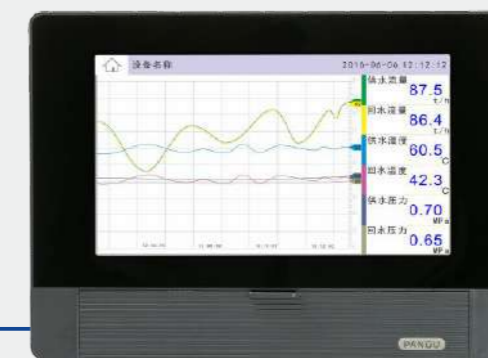 设备名称
2016-06-06 12:12:12
供水流量
87.5
t/h
回水流量
86.4
t/h
供水温度
60.5
℃
回水温度
42.3
℃
供水压力
0.70
MPa
回水压力
0.65
MPa
PANGU